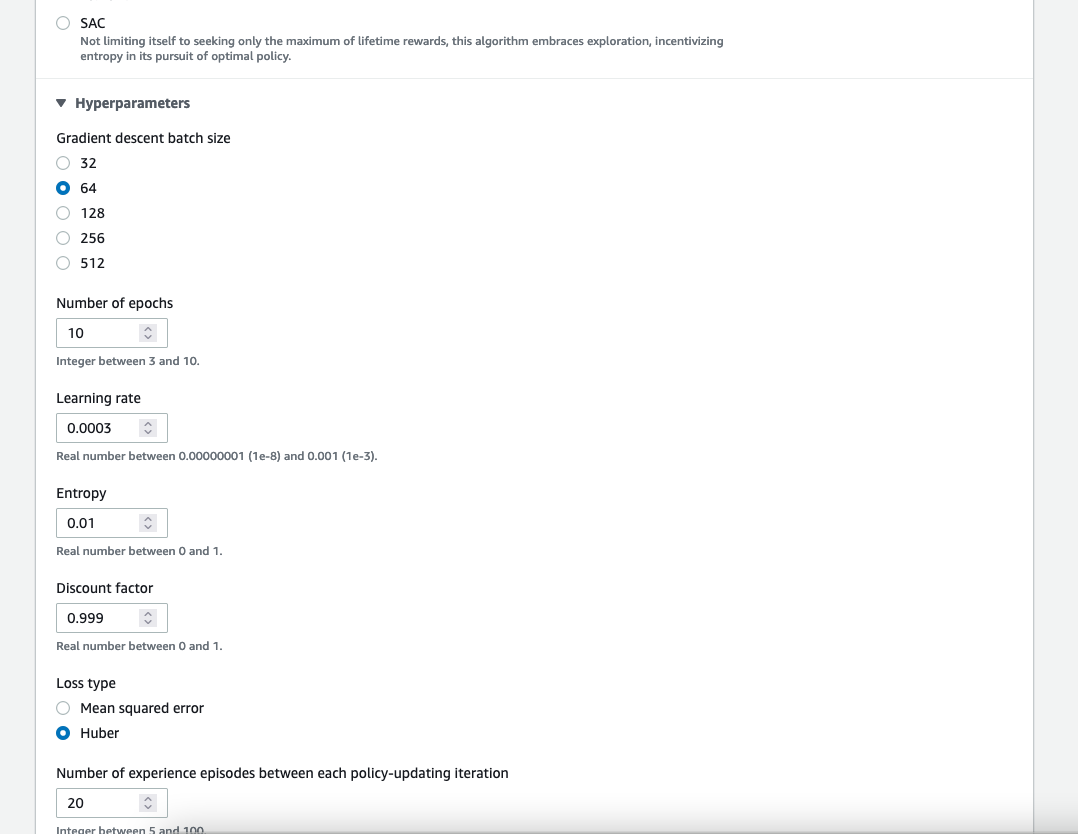 SAC
Not limiting itself to seeking only the maximum of lifetime rewards, this algorithm embraces exploration, incentivizing
entropy in its pursuit of optimal policy.
Hyperparameters
Gradient descent batch size
32
64
128
256
512
Number of epochs
10
Integer between 3 and 10.
Learning rate
0.0003
Real number between 0.00000001 (1e-8) and 0.001 (1e-3).
Entropy
0.01
Real number between 0 and 1.
Discount factor
0.999
Real number between 0 and 1.
Loss type
Mean squared error
Huber
Number of experience episodes between each policy-updating iteration
20
Integer between 5 and 100.